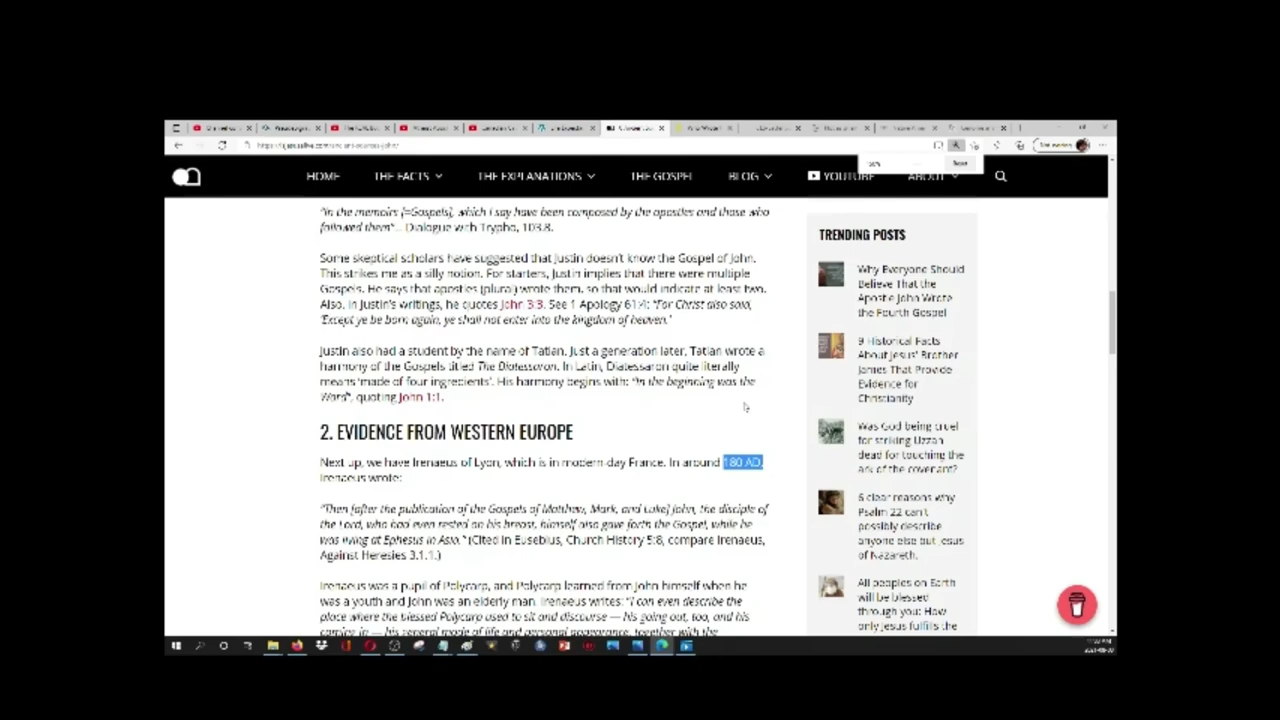 HOME
THE FACTS
THE EXPLANATIONS
THE GOSPEL
BLOG
YOUTUBE
ABOUT
"In the memoirs [=Gospels], which I say have been composed by the apostles and those who
followed them"... Dialogue with Trypho, 103.8.
Some skeptical scholars have suggested that Justin doesn't know the Gospel of John.
This strikes me as a silly notion. For starters, Justin implies that there were multiple
Gospels. He says that apostles (plural) wrote them, so that would indicate at least two.
Also, in Justin's writings, he quotes John 3:3. See 1 Apology 61:4: "For Christ also said,
'Except ye be born again, ye shall not enter into the kingdom of heaven.'
Justin also had a student by the name of Tatian. Just a generation later, Tatian wrote a
harmony of the Gospels titled The Diatessaron. In Latin, Diatessaron quite literally
means 'made of four ingredients'. His harmony begins with: "In the beginning was the
Word", quoting John 1:1.
2. EVIDENCE FROM WESTERN EUROPE
Next up, we have Irenaeus of Lyon, which is in modern-day France. In around 180 AD,
Irenaeus wrote:
"Then [after the publication of the Gospels of Matthew, Mark, and Luke] John, the disciple of
the Lord, who had even rested on his breast, himself also gave forth the Gospel, while he
was living at Ephesus in Asia." (Cited in Eusebius, Church History 5:8, compare Irenaeus,
Against Heresies 3.1.1.)
Irenaeus was a pupil of Polycarp, and Polycarp learned from John himself when he
was a youth and John was an elderly man. Irenaeus writes: "I can even describe the
place where the blessed Polycarp used to sit and discourse — his going out, too, and his
coming in — his general mode of life and personal appearance, together with the
TRENDING POSTS
Why Everyone Should
Believe That the
Apostle John Wrote
the Fourth Gospel
9 Historical Facts
About Jesus' Brother
James That Provide
Evidence for
Christianity
Was God being cruel
for striking Uzzah
dead for touching the
ark of the covenant?
6 clear reasons why
Psalm 22 can't
possibly describe
anyone else but Jesus
of Nazareth.
All peoples on Earth
will be blessed
through you: How
only Jesus fulfills the